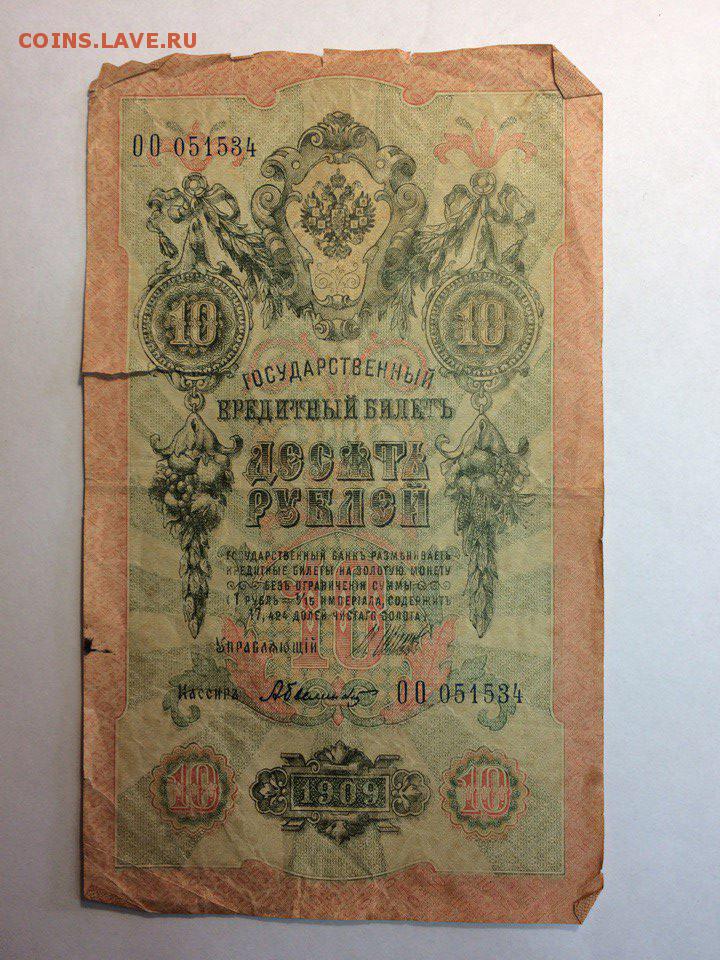 COINS.LAVE.RU
ОО 051534
10 10
ГОСУДАРСТВЕННЫЙ
КРЕДИТНЫЙ БИЛЕТЪ
ДЕСЯТЬ
РУБЛЕЙ
ГОСУДАРСТВЕННЫЙ БАНКЪ РАЗМѢНИВАЕТЪ
КРЕДИТНЫЕ БИЛЕТЫ НА ЗОЛОТУЮ МОНЕТУ
БЕЗЪ ОГРАНИЧЕНІЯ СУММЫ
(1 РУБЛЬ = 1/15 ИМПЕРІАЛА, СОДЕРЖИТЪ
17,424 ДОЛЕЙ ЧИСТАГО ЗОЛОТА)
10
УПРАВЛЯЮЩІЙ
Кассиръ ОО 051534
10 1909 10